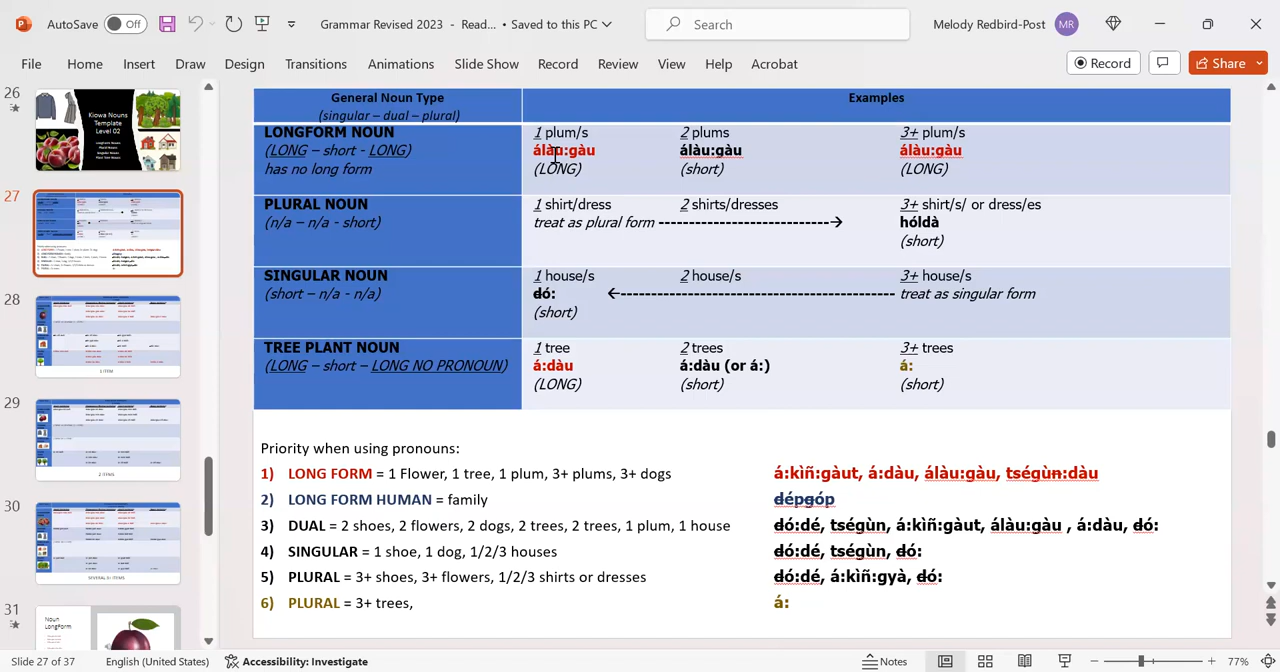 AutoSave Off Grammar Revised 2023 - Read... • Saved to this PC Search Melody Redbird-Post MR
File Home Insert Draw Design Transitions Animations Slide Show Record Review View Help Acrobat Record Share
26
Kiowa Nouns
Template
Level 02
27
28
29
30
31
Noun
Longform
General Noun Type
(singular – dual – plural)
Examples
LONGFORM NOUN
(LONG – short - LONG)
has no long form
1 plum/s 2 plums 3+ plum/s
álàu:gàu álàu:gàu álàu:gàu
(LONG) (short) (LONG)
PLURAL NOUN
(n/a – n/a - short)
1 shirt/dress 2 shirts/dresses 3+ shirt/s/ or dress/es
treat as plural form hóldà
(short)
SINGULAR NOUN
(short – n/a - n/a)
1 house/s 2 house/s 3+ house/s
d̶ó: treat as singular form
(short)
TREE PLANT NOUN
(LONG – short – LONG NO PRONOUN)
1 tree 2 trees 3+ trees
á:dàu á:dàu (or á:) á:
(LONG) (short) (short)
Priority when using pronouns:
1) LONG FORM = 1 Flower, 1 tree, 1 plum, 3+ plums, 3+ dogs á:kìñ:gàut, á:dàu, álàu:gàu, tségùn̶:dàu
2) LONG FORM HUMAN = family d̶épg̶óp
3) DUAL = 2 shoes, 2 flowers, 2 dogs, 2 trees, 2 trees, 1 plum, 1 house d̶ó:dé, tségùn̶, á:kìñ:gàut, álàu:gàu , á:dàu, d̶ó:
4) SINGULAR = 1 shoe, 1 dog, 1/2/3 houses d̶ó:dé, tségùn̶, d̶ó:
5) PLURAL = 3+ shoes, 3+ flowers, 1/2/3 shirts or dresses d̶ó:dé, á:kìñ:gyà, d̶ó:
6) PLURAL = 3+ trees, á:
Slide 27 of 37 English (United States) Accessibility: Investigate Notes 77%